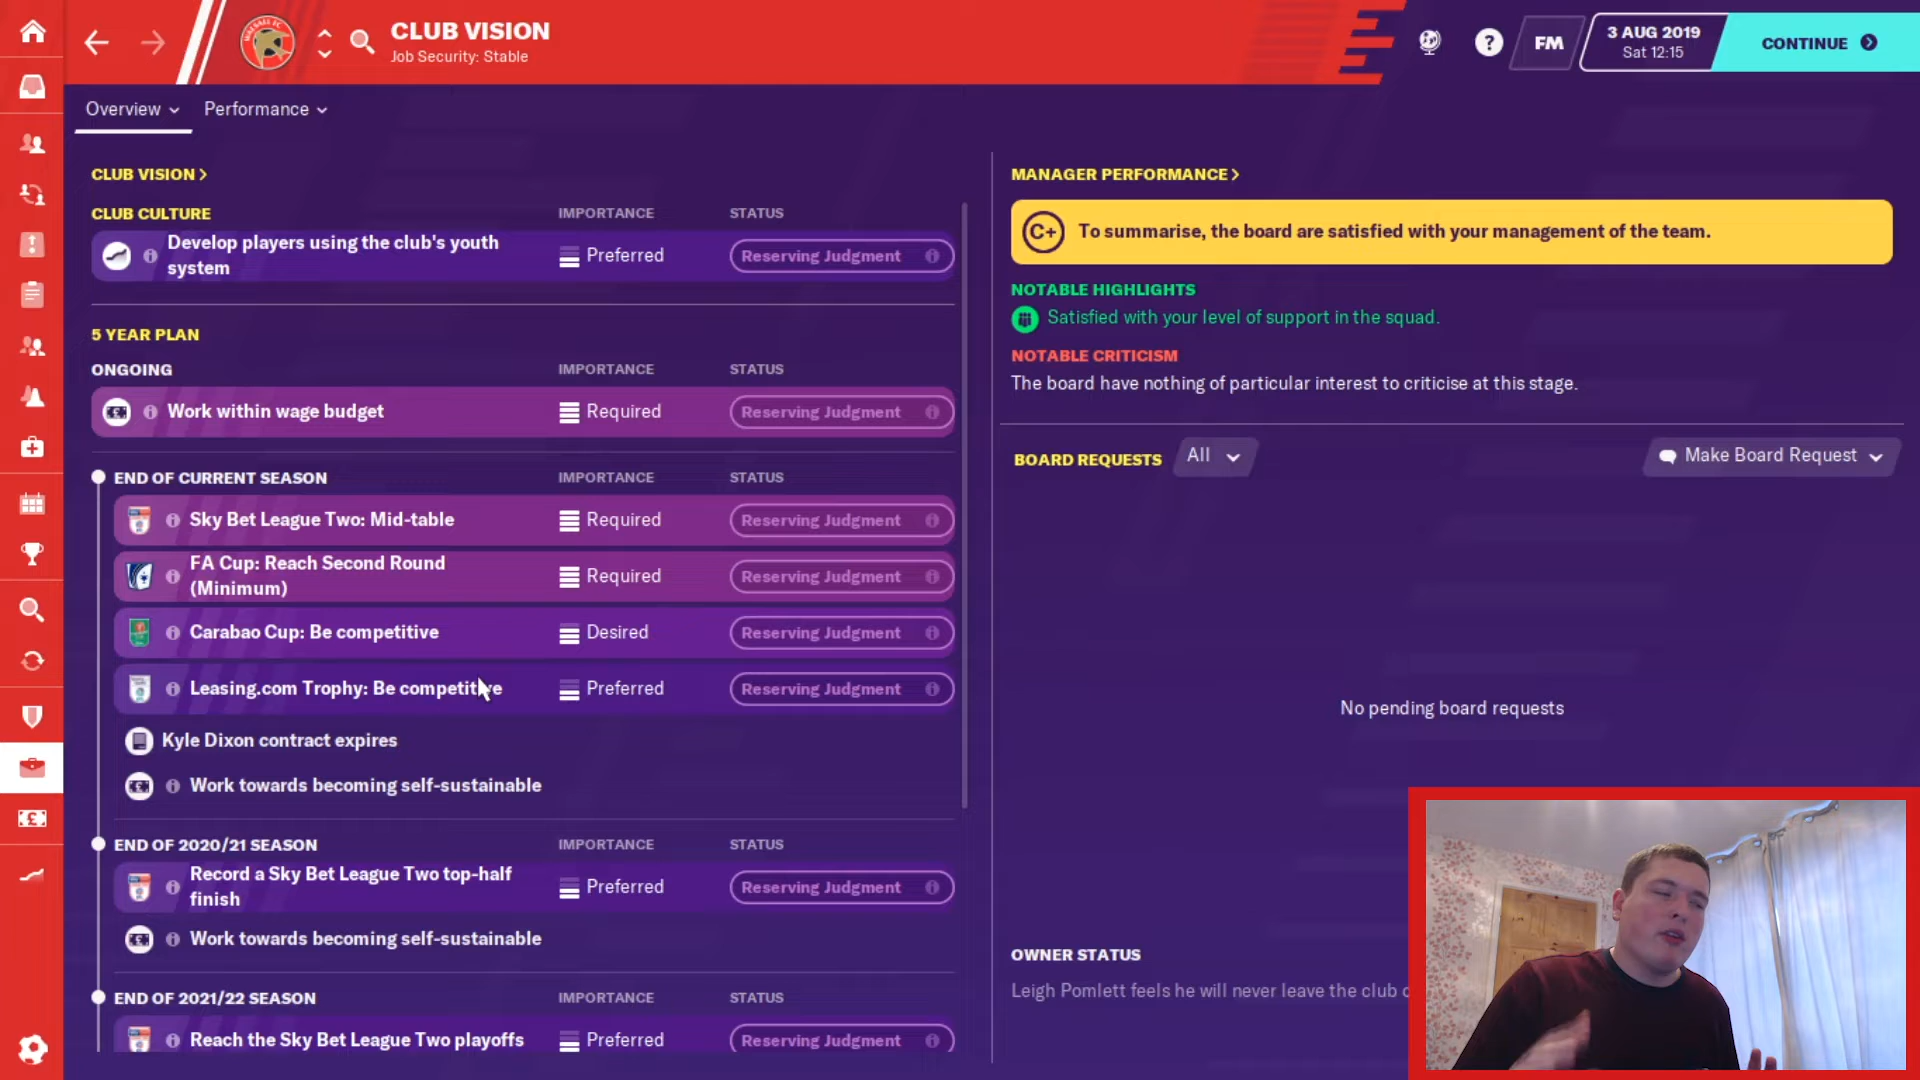 CLUB VISION
Job Security: Stable
?
FM
3 AUG 2019
Sat 12:15
CONTINUE
Overview
Performance
CLUB VISION >
CLUB CULTURE
IMPORTANCE
STATUS
Develop players using the club's youth
system
Preferred
Reserving Judgment
5 YEAR PLAN
ONGOING
IMPORTANCE
STATUS
Work within wage budget
Required
Reserving Judgment
END OF CURRENT SEASON
IMPORTANCE
STATUS
Sky Bet League Two: Mid-table
Required
Reserving Judgment
FA Cup: Reach Second Round
(Minimum)
Required
Reserving Judgment
Carabao Cup: Be competitive
Desired
Reserving Judgment
Leasing.com Trophy: Be competitive
Preferred
Reserving Judgment
Kyle Dixon contract expires
Work towards becoming self-sustainable
END OF 2020/21 SEASON
IMPORTANCE
STATUS
Record a Sky Bet League Two top-half
finish
Preferred
Reserving Judgment
Work towards becoming self-sustainable
END OF 2021/22 SEASON
IMPORTANCE
STATUS
Reach the Sky Bet League Two playoffs
Preferred
Reserving Judgment
MANAGER PERFORMANCE >
C+
To summarise, the board are satisfied with your management of the team.
NOTABLE HIGHLIGHTS
Satisfied with your level of support in the squad.
NOTABLE CRITICISM
The board have nothing of particular interest to criticise at this stage.
BOARD REQUESTS
All
Make Board Request
No pending board requests
OWNER STATUS
Leigh Pomlett feels he will never leave the club